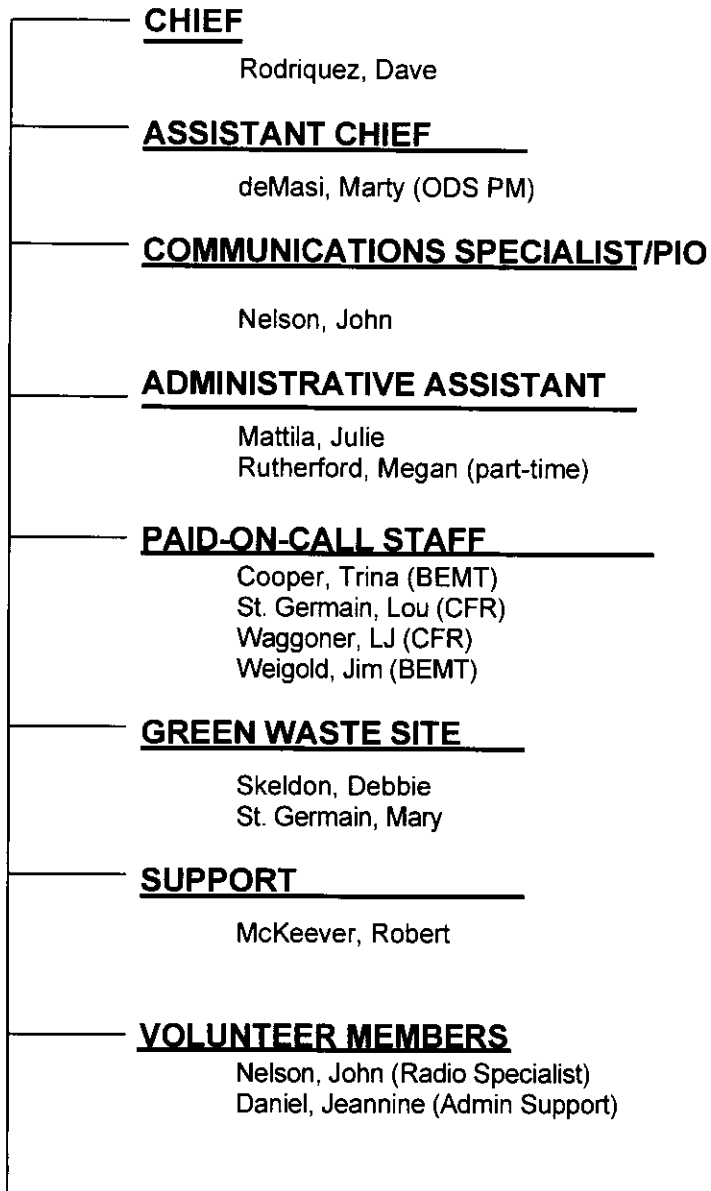 CHIEF
Rodriquez, Dave
ASSISTANT CHIEF
deMasi, Marty (ODS PM)
COMMUNICATIONS SPECIALIST/PIO
Nelson, John
ADMINISTRATIVE ASSISTANT
Mattila, Julie
Rutherford, Megan (part-time)
PAID-ON-CALL STAFF
Cooper, Trina (BEMT)
St. Germain, Lou (CFR)
Waggoner, LJ (CFR)
Weigold, Jim (BEMT)
GREEN WASTE SITE
Skeldon, Debbie
St. Germain, Mary
SUPPORT
McKeever, Robert
VOLUNTEER MEMBERS
Nelson, John (Radio Specialist)
Daniel, Jeannine (Admin Support)